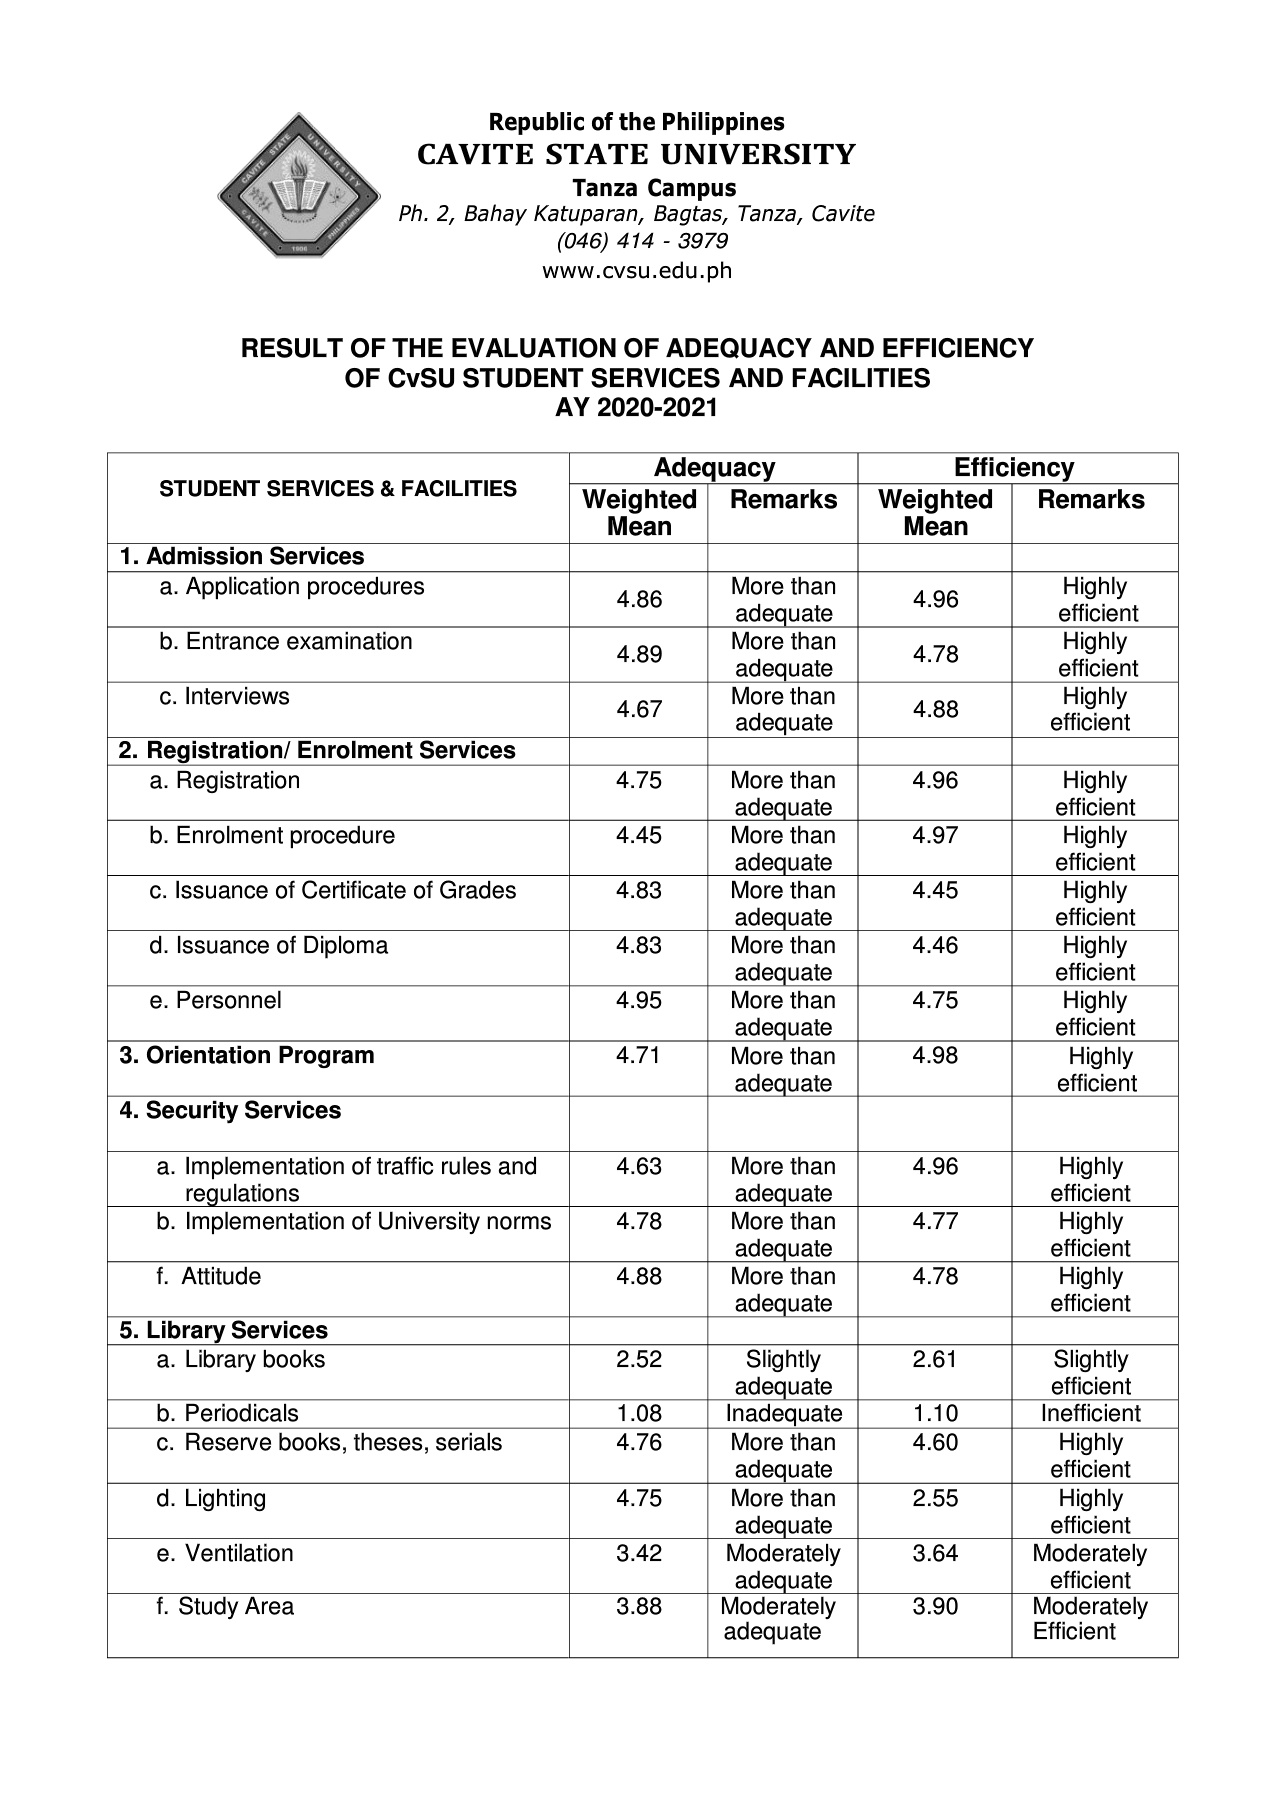 CAVITE STATE UNIVERSITY
CAVITE PHILIPPINES
1906
Republic of the Philippines
CAVITE STATE UNIVERSITY
Tanza Campus
Ph. 2, Bahay Katuparan, Bagtas, Tanza, Cavite
(046) 414 - 3979
www.cvsu.edu.ph
RESULT OF THE EVALUATION OF ADEQUACY AND EFFICIENCY
OF CvSU STUDENT SERVICES AND FACILITIES
AY 2020-2021
STUDENT SERVICES & FACILITIES Adequacy Efficiency
Weighted Remarks Weighted Remarks
Mean Mean
1. Admission Services
a. Application procedures 4.86 More than 4.96 Highly
adequate efficient
b. Entrance examination 4.89 More than 4.78 Highly
adequate efficient
c. Interviews 4.67 More than 4.88 Highly
adequate efficient
2. Registration/ Enrolment Services
a. Registration 4.75 More than 4.96 Highly
adequate efficient
b. Enrolment procedure 4.45 More than 4.97 Highly
adequate efficient
c. Issuance of Certificate of Grades 4.83 More than 4.45 Highly
adequate efficient
d. Issuance of Diploma 4.83 More than 4.46 Highly
adequate efficient
e. Personnel 4.95 More than 4.75 Highly
adequate efficient
3. Orientation Program 4.71 More than 4.98 Highly
adequate efficient
4. Security Services
a. Implementation of traffic rules and 4.63 More than 4.96 Highly
regulations adequate efficient
b. Implementation of University norms 4.78 More than 4.77 Highly
adequate efficient
f. Attitude 4.88 More than 4.78 Highly
adequate efficient
5. Library Services
a. Library books 2.52 Slightly 2.61 Slightly
adequate efficient
b. Periodicals 1.08 Inadequate 1.10 Inefficient
c. Reserve books, theses, serials 4.76 More than 4.60 Highly
adequate efficient
d. Lighting 4.75 More than 2.55 Highly
adequate efficient
e. Ventilation 3.42 Moderately 3.64 Moderately
adequate efficient
f. Study Area 3.88 Moderately 3.90 Moderately
adequate Efficient